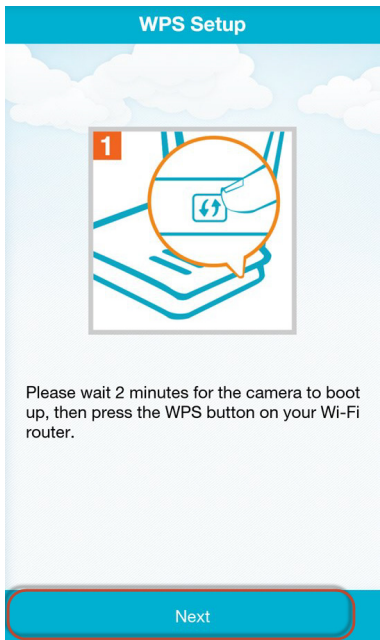 WPS Setup
1
Please wait 2 minutes for the camera to boot
up, then press the WPS button on your Wi-Fi
router.
Next